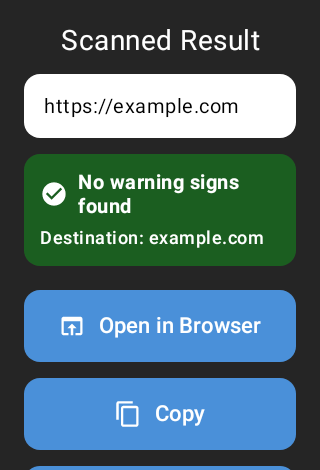 Scanned Result
https://example.com
No warning signs
found
Destination: example.com
Open in Browser
Copy